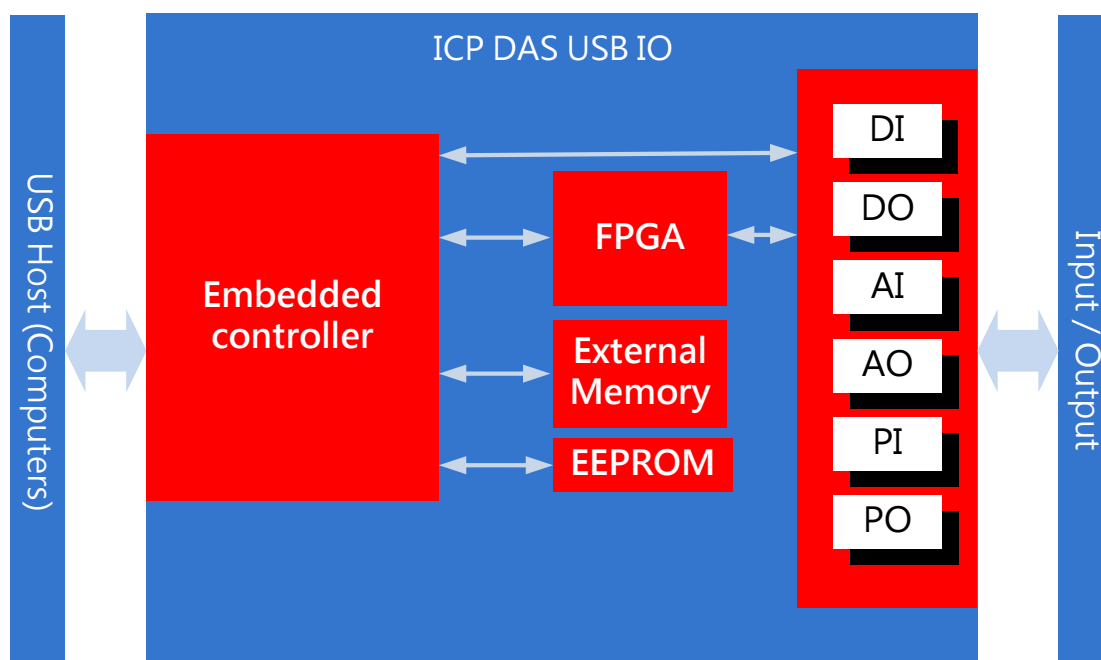 ICP DAS USB IO
USB Host (Computers)
Embedded
controller
FPGA
External
Memory
EEPROM
DI
DO
AI
AO
PI
PO
Input / Output